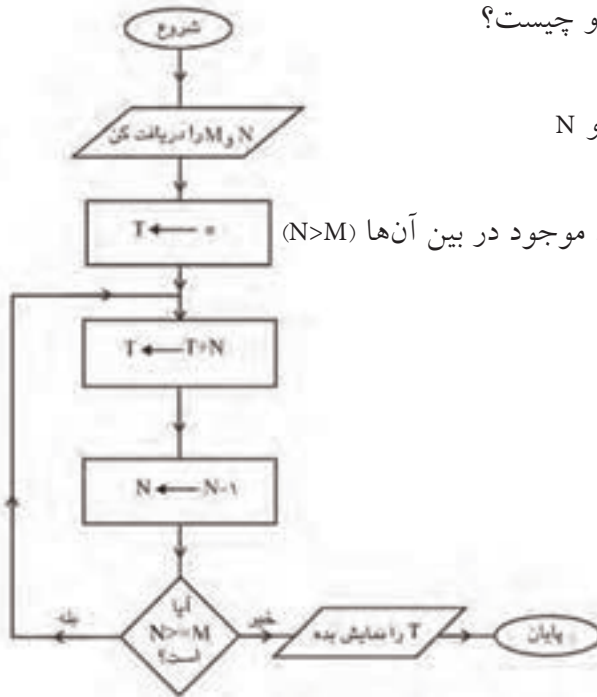 و چیست؟
شروع
N و M را دریافت کن
و N
T ← ۰
موجود در بین آن‌ها (N>M)
T ← T+N
N ← N-۱
آیا
N>=M
است؟
بله
خیر
T را نمایش بده
پایان